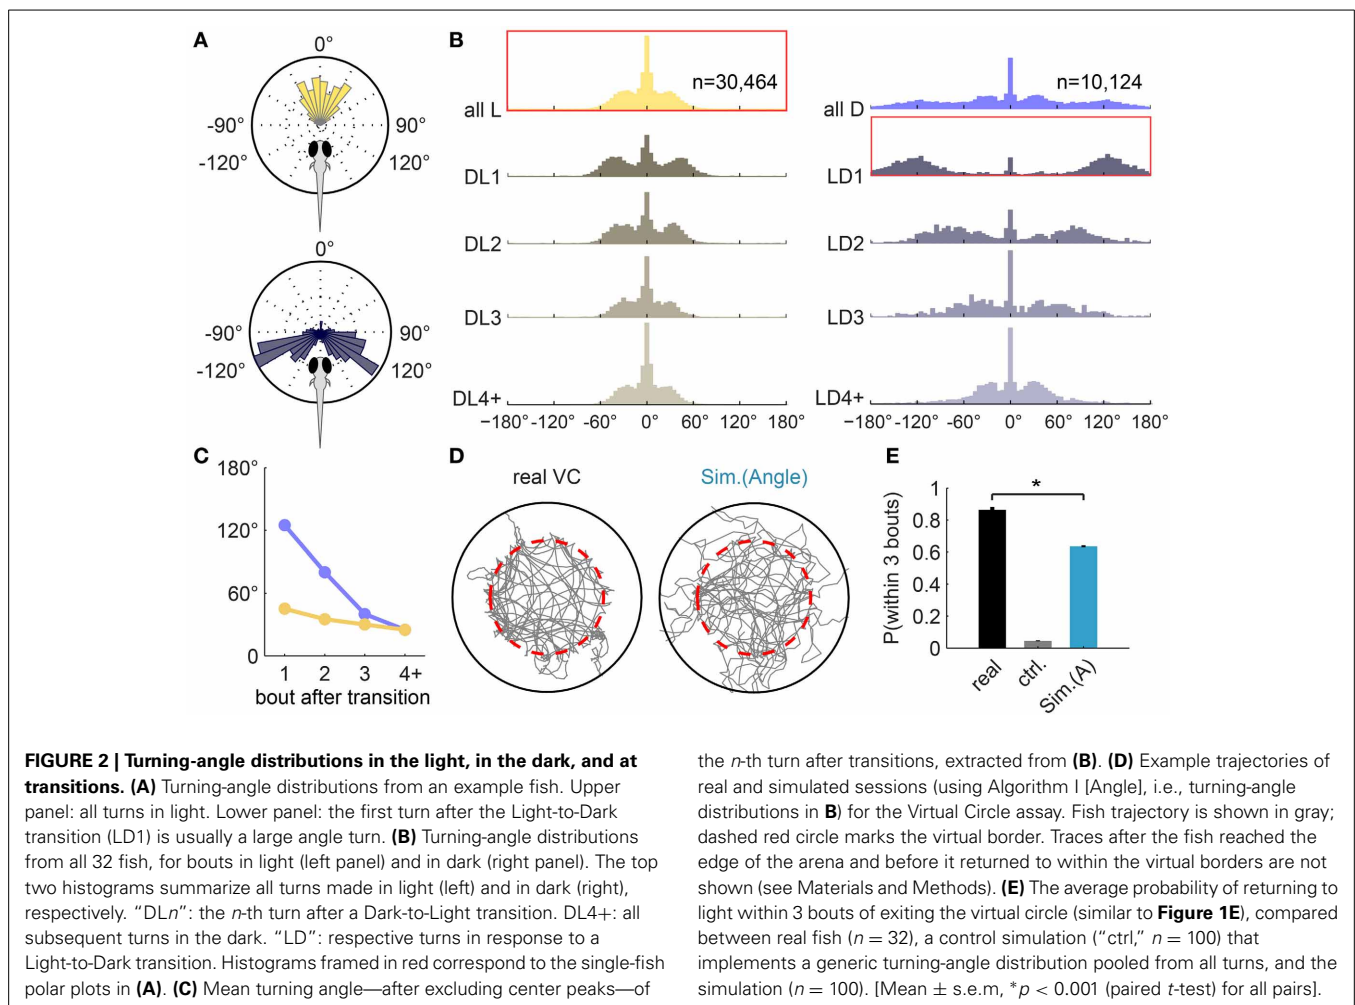 A
0°
-90°
90°
-120°
120°
0°
-90°
90°
-120°
120°
B
n=30,464
all L
DL1
DL2
DL3
DL4+
−180° -120° -60° 0° 60° 120° 180°
n=10,124
all D
LD1
LD2
LD3
LD4+
−180° -120° -60° 0° 60° 120° 180°
C
180°
120°
60°
0
1 2 3 4+
bout after transition
D
real VC
Sim.(Angle)
E
P(within 3 bouts)
1
0.8
0.6
0.4
0.2
0
*
real
ctrl.
Sim.(A)
FIGURE 2 | Turning-angle distributions in the light, in the dark, and at
transitions. (A) Turning-angle distributions from an example fish. Upper
panel: all turns in light. Lower panel: the first turn after the Light-to-Dark
transition (LD1) is usually a large angle turn. (B) Turning-angle distributions
from all 32 fish, for bouts in light (left panel) and in dark (right panel). The top
two histograms summarize all turns made in light (left) and in dark (right),
respectively. “DLn”: the n-th turn after a Dark-to-Light transition. DL4+: all
subsequent turns in the dark. “LD”: respective turns in response to a
Light-to-Dark transition. Histograms framed in red correspond to the single-fish
polar plots in (A). (C) Mean turning angle—after excluding center peaks—of
the n-th turn after transitions, extracted from (B). (D) Example trajectories of
real and simulated sessions (using Algorithm I [Angle], i.e., turning-angle
distributions in B) for the Virtual Circle assay. Fish trajectory is shown in gray;
dashed red circle marks the virtual border. Traces after the fish reached the
edge of the arena and before it returned to within the virtual borders are not
shown (see Materials and Methods). (E) The average probability of returning to
light within 3 bouts of exiting the virtual circle (similar to Figure 1E), compared
between real fish (n = 32), a control simulation (“ctrl,” n = 100) that
implements a generic turning-angle distribution pooled from all turns, and the
simulation (n = 100). [Mean ± s.e.m, *p < 0.001 (paired t-test) for all pairs].